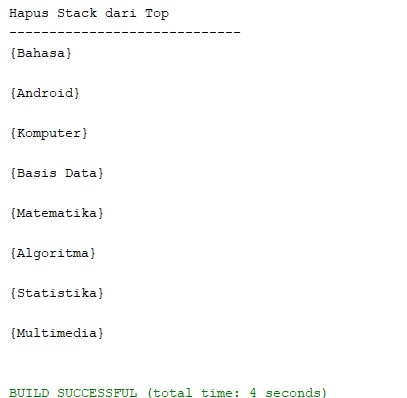 Hapus Stack dari Top
-----------------------------
{Bahasa}
{Android}
{Komputer}
{Basis Data}
{Matematika}
{Algoritma}
{Statistika}
{Multimedia}
BUILD SUCCESSFUL (total time: 4 seconds)